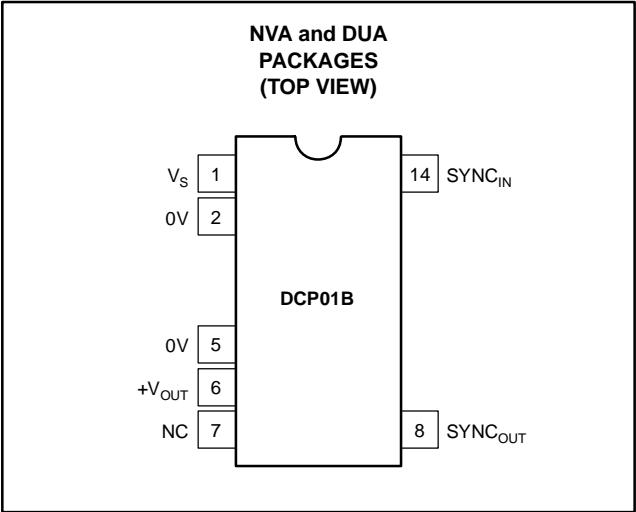 NVA and DUA
PACKAGES
(TOP VIEW)
VS 1
14 SYNCIN
0V 2
DCP01B
0V 5
+VOUT 6
NC 7
8 SYNCOUT